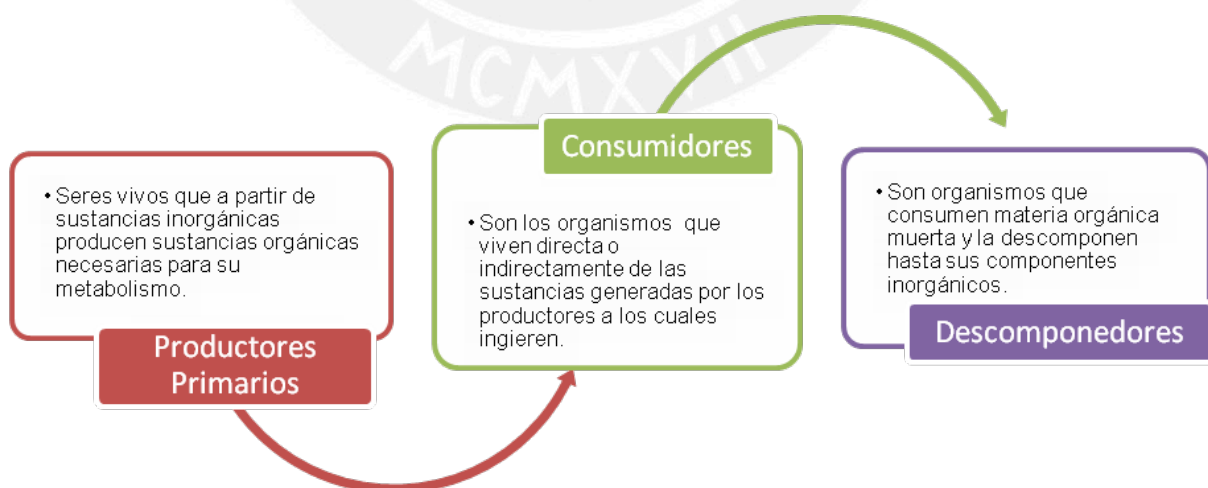 MCMXVII
• Seres vivos que a partir de
sustancias inorgánicas
producen sustancias orgánicas
necesarias para su
metabolismo.
Productores
Primarios
Consumidores
• Son los organismos que
viven directa o
indirectamente de las
sustancias generadas por los
productores a los cuales
ingieren.
• Son organismos que
consumen materia orgánica
muerta y la descomponen
hasta sus componentes
inorgánicos.
Descomponedores